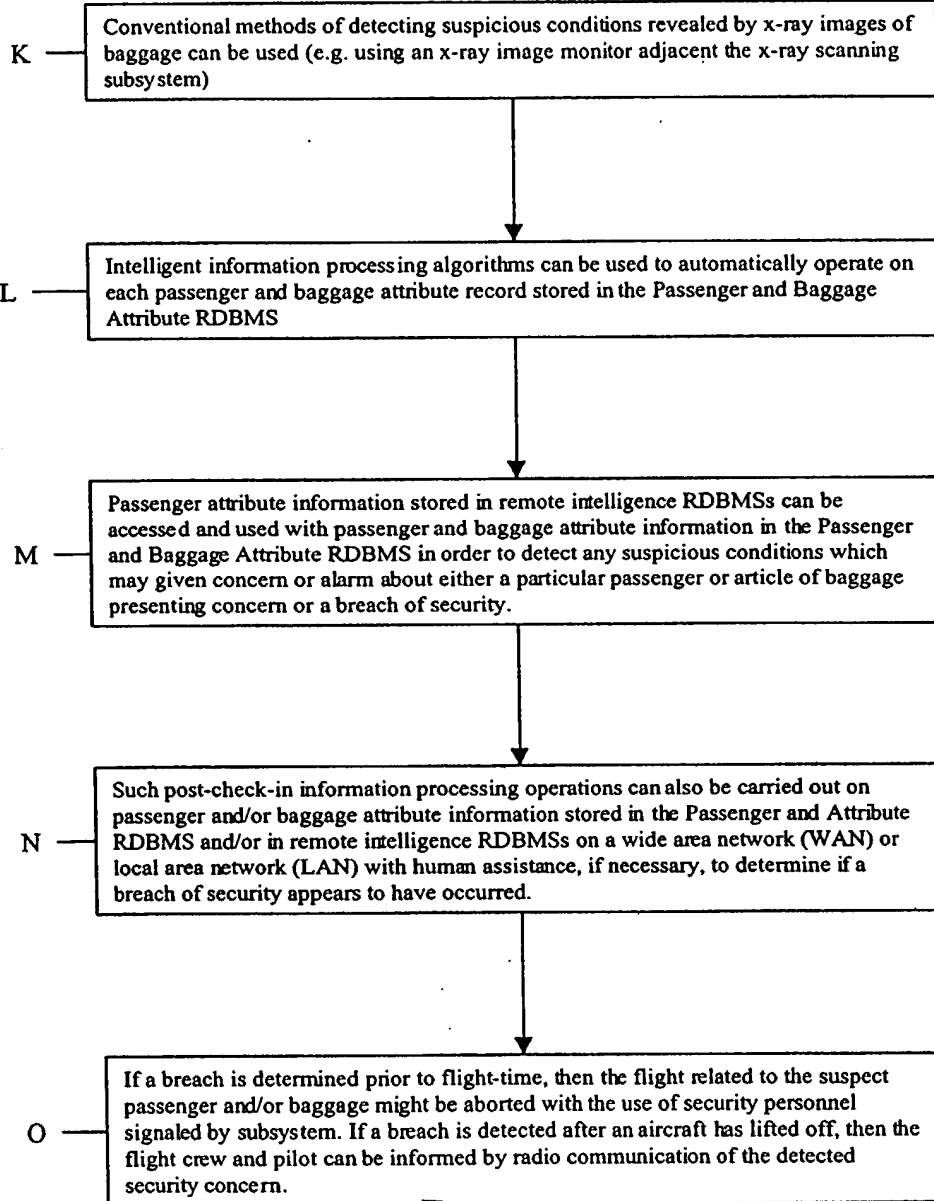 K
Conventional methods of detecting suspicious conditions revealed by x-ray images of
baggage can be used (e.g. using an x-ray image monitor adjacent the x-ray scanning
subsystem)
L
Intelligent information processing algorithms can be used to automatically operate on
each passenger and baggage attribute record stored in the Passenger and Baggage
Attribute RDBMS
M
Passenger attribute information stored in remote intelligence RDBMSs can be
accessed and used with passenger and baggage attribute information in the Passenger
and Baggage Attribute RDBMS in order to detect any suspicious conditions which
may given concern or alarm about either a particular passenger or article of baggage
presenting concern or a breach of security.
N
Such post-check-in information processing operations can also be carried out on
passenger and/or baggage attribute information stored in the Passenger and Attribute
RDBMS and/or in remote intelligence RDBMSs on a wide area network (WAN) or
local area network (LAN) with human assistance, if necessary, to determine if a
breach of security appears to have occurred.
O
If a breach is determined prior to flight-time, then the flight related to the suspect
passenger and/or baggage might be aborted with the use of security personnel
signaled by subsystem. If a breach is detected after an aircraft has lifted off, then the
flight crew and pilot can be informed by radio communication of the detected
security concern.